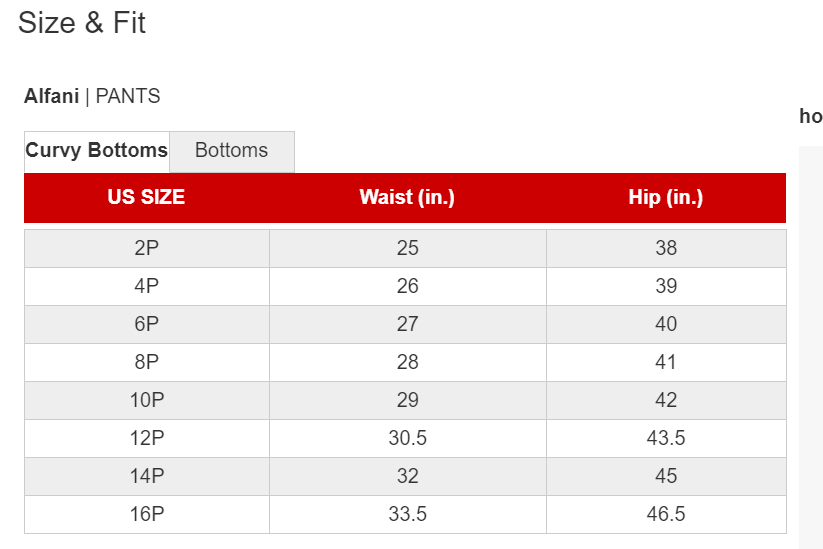 Size & Fit
Alfani | PANTS
ho
Curvy Bottoms Bottoms
US SIZE Waist (in.) Hip (in.)
2P 25 38
4P 26 39
6P 27 40
8P 28 41
10P 29 42
12P 30.5 43.5
14P 32 45
16P 33.5 46.5